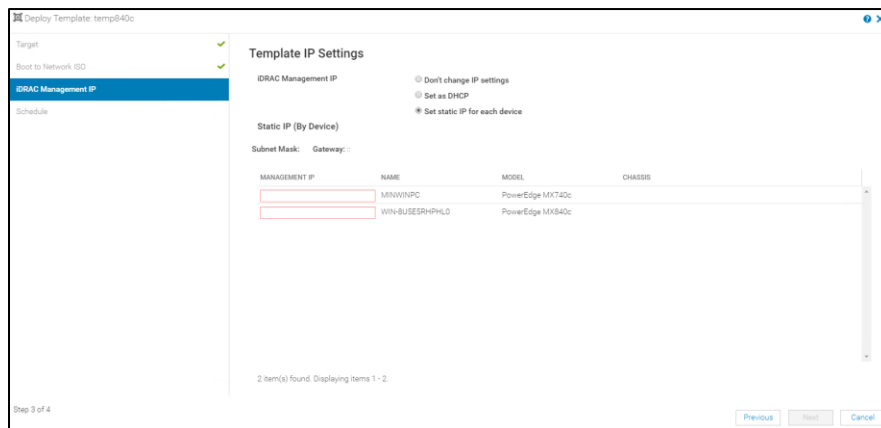 Deploy Template: temp840c
Target
Boot to Network ISO
iDRAC Management IP
Schedule
Template IP Settings
iDRAC Management IP
Don't change IP settings
Set as DHCP
Set static IP for each device
Static IP (By Device)
Subnet Mask: Gateway: ::
MANAGEMENT IP NAME MODEL CHASSIS
MINWINPC PowerEdge MX740c
WIN-8USE5RHPHL0 PowerEdge MX840c
2 item(s) found. Displaying items 1 - 2.
Step 3 of 4
Previous Next Cancel